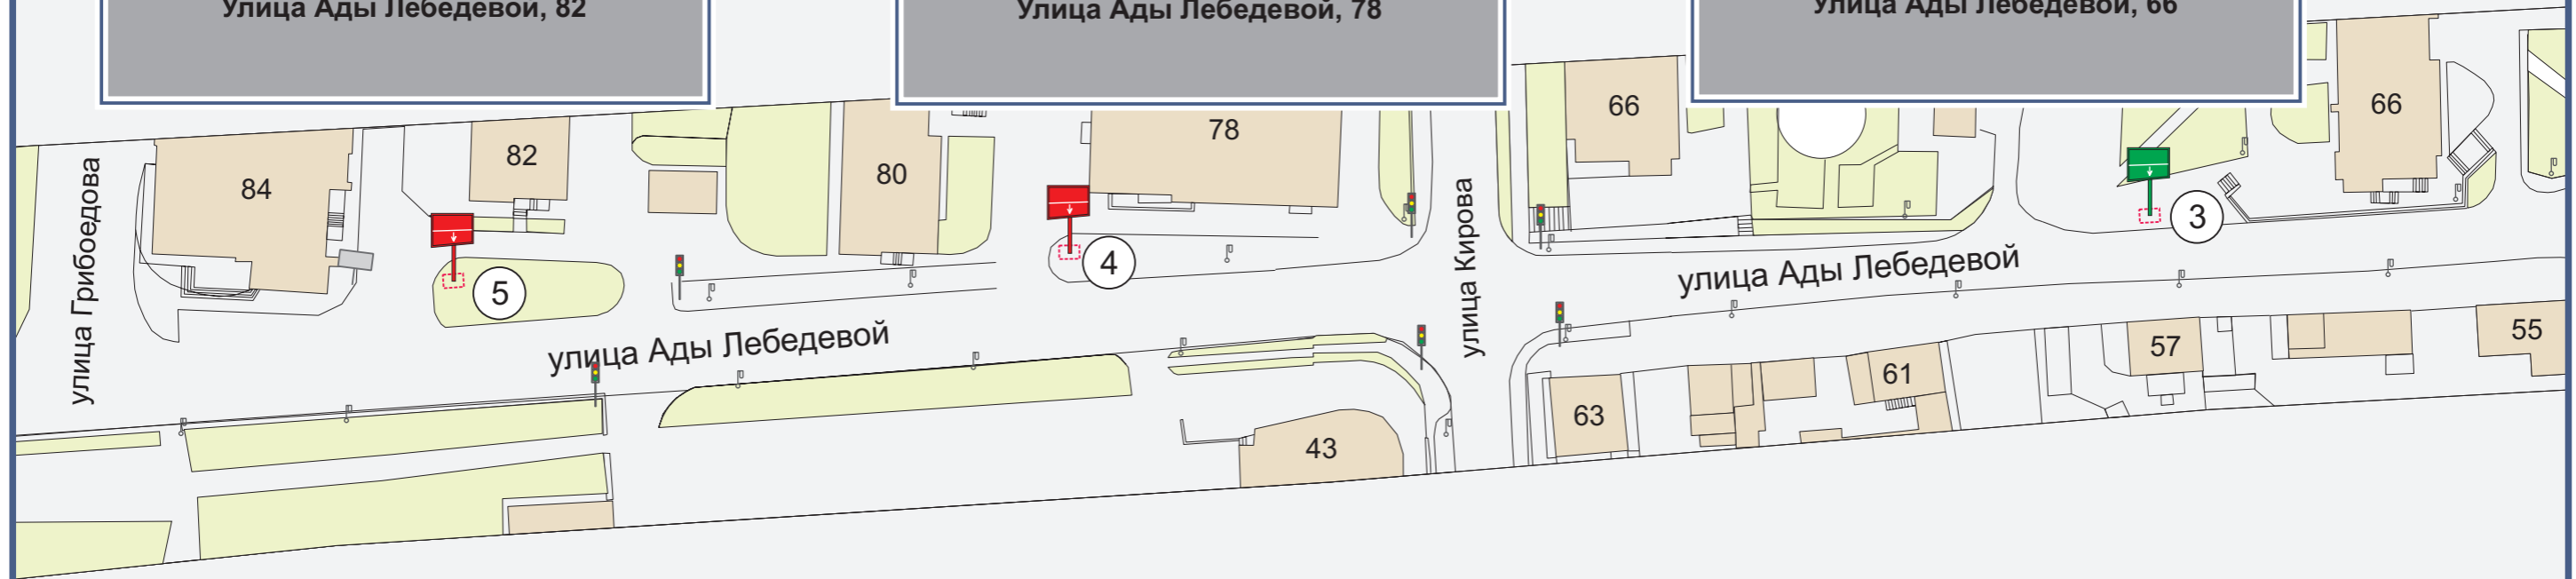 Улица Ады Лебедевой, 82
Улица Ады Лебедевой, 78
Улица Ады Лебедевой, 66
66
66
78
82
80
84
улица Грибоедова
улица Кирова
3
4
5
улица Ады Лебедевой
улица Ады Лебедевой
55
57
61
63
43